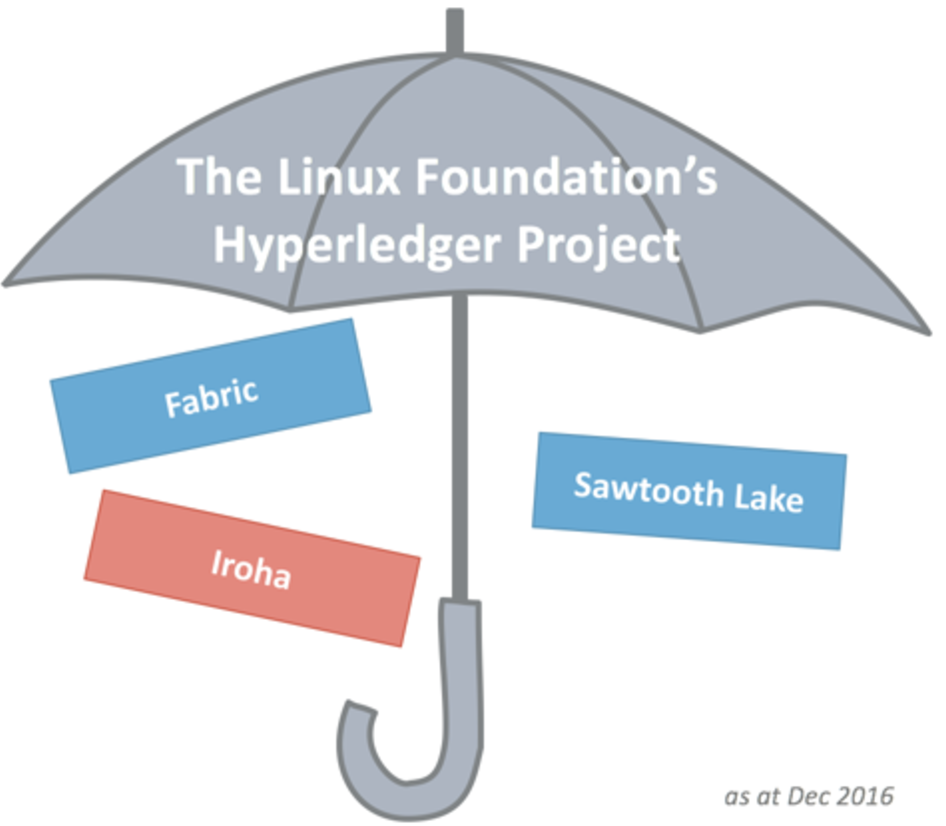 The Linux Foundation’s
Hyperledger Project
Fabric
Sawtooth Lake
Iroha
as at Dec 2016